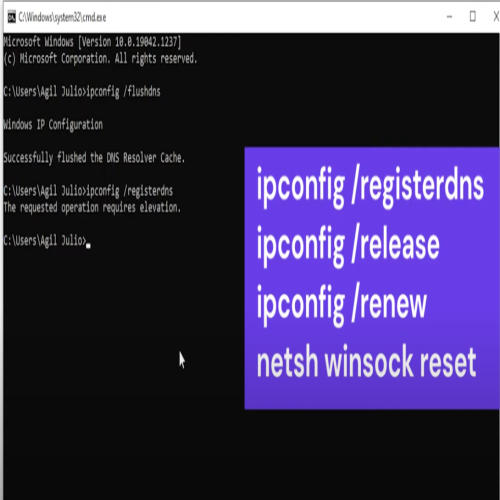 C:\Windows\system32\cmd.exe
Microsoft Windows [Version 10.0.19042.1237]
(c) Microsoft Corporation. All rights reserved.
C:\Users\Agil Julio>ipconfig /flushdns
Windows IP Configuration
Successfully flushed the DNS Resolver Cache.
C:\Users\Agil Julio>ipconfig /registerdns
The requested operation requires elevation.
C:\Users\Agil Julio>
ipconfig /registerdns
ipconfig /release
ipconfig /renew
netsh winsock reset